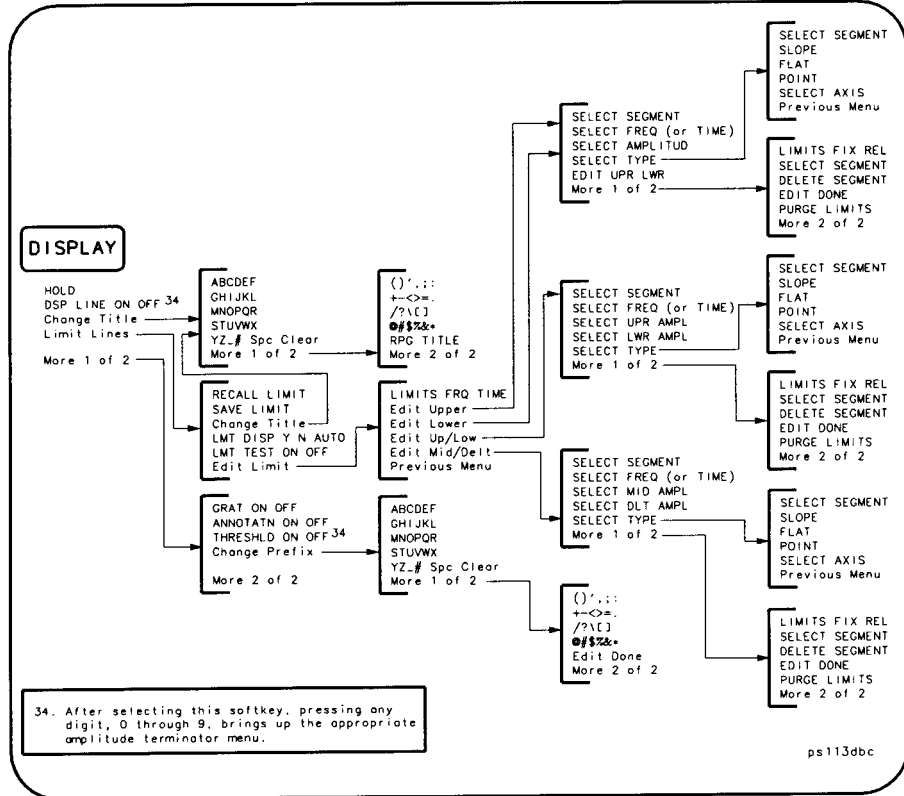 DISPLAY
HOLD
DSP LINE ON OFF 34
Change Title
Limit Lines
More 1 of 2
ABCDEF
GHIJKL
MNOPQR
STUVWX
YZ_# Spc Clear
More 1 of 2
()',;:
+-<>=.
/?\[]
@#$%&*
RPG TITLE
More 2 of 2
RECALL LIMIT
SAVE LIMIT
Change Title
LMT DISP Y N AUTO
LMT TEST ON OFF
Edit Limit
LIMITS FRQ TIME
Edit Upper
Edit Lower
Edit Up/Low
Edit Mid/Delt
Previous Menu
GRAT ON OFF
ANNOTATN ON OFF
THRESHLD ON OFF 34
Change Prefix
More 2 of 2
ABCDEF
GHIJKL
MNOPQR
STUVWX
YZ_# Spc Clear
More 1 of 2
()',;:
+-<>=.
/?\[]
@#$%&*
Edit Done
More 2 of 2
SELECT SEGMENT
SELECT FREQ (or TIME)
SELECT AMPLITUD
SELECT TYPE
EDIT UPR LWR
More 1 of 2
SELECT SEGMENT
SLOPE
FLAT
POINT
SELECT AXIS
Previous Menu
LIMITS FIX REL
SELECT SEGMENT
DELETE SEGMENT
EDIT DONE
PURGE LIMITS
More 2 of 2
SELECT SEGMENT
SELECT FREQ (or TIME)
SELECT UPR AMPL
SELECT LWR AMPL
SELECT TYPE
More 1 of 2
SELECT SEGMENT
SLOPE
FLAT
POINT
SELECT AXIS
Previous Menu
LIMITS FIX REL
SELECT SEGMENT
DELETE SEGMENT
EDIT DONE
PURGE LIMITS
More 2 of 2
SELECT SEGMENT
SELECT FREQ (or TIME)
SELECT MID AMPL
SELECT DLT AMPL
SELECT TYPE
More 1 of 2
SELECT SEGMENT
SLOPE
FLAT
POINT
SELECT AXIS
Previous Menu
LIMITS FIX REL
SELECT SEGMENT
DELETE SEGMENT
EDIT DONE
PURGE LIMITS
More 2 of 2
34. After selecting this softkey, pressing any
digit, 0 through 9, brings up the appropriate
amplitude terminator menu.
ps113dbc